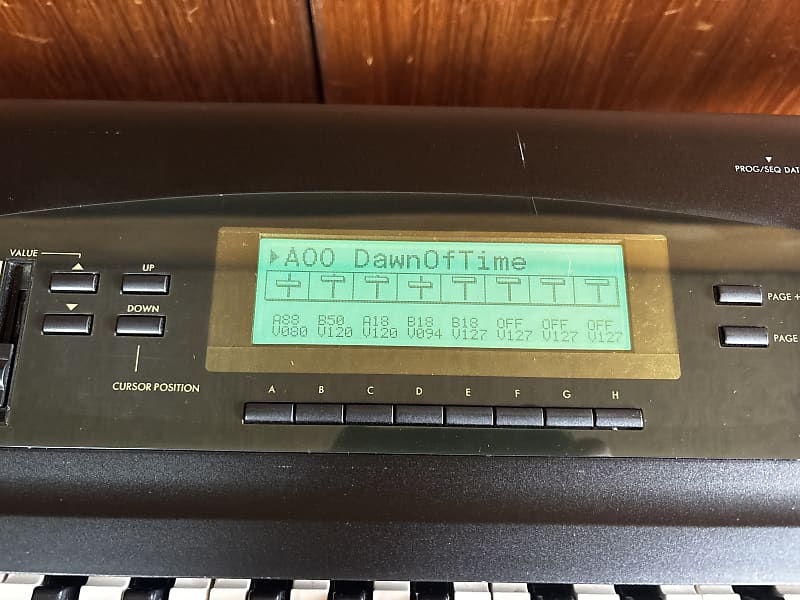 PROG/SEQ DAT
VALUE
UP
DOWN
CURSOR POSITION
A00 DawnOfTime
A88 B50 A18 B18 B18 OFF OFF OFF
V080 V120 V120 V094 V127 V127 V127 V127
PAGE +
PAGE
A B C D E F G H